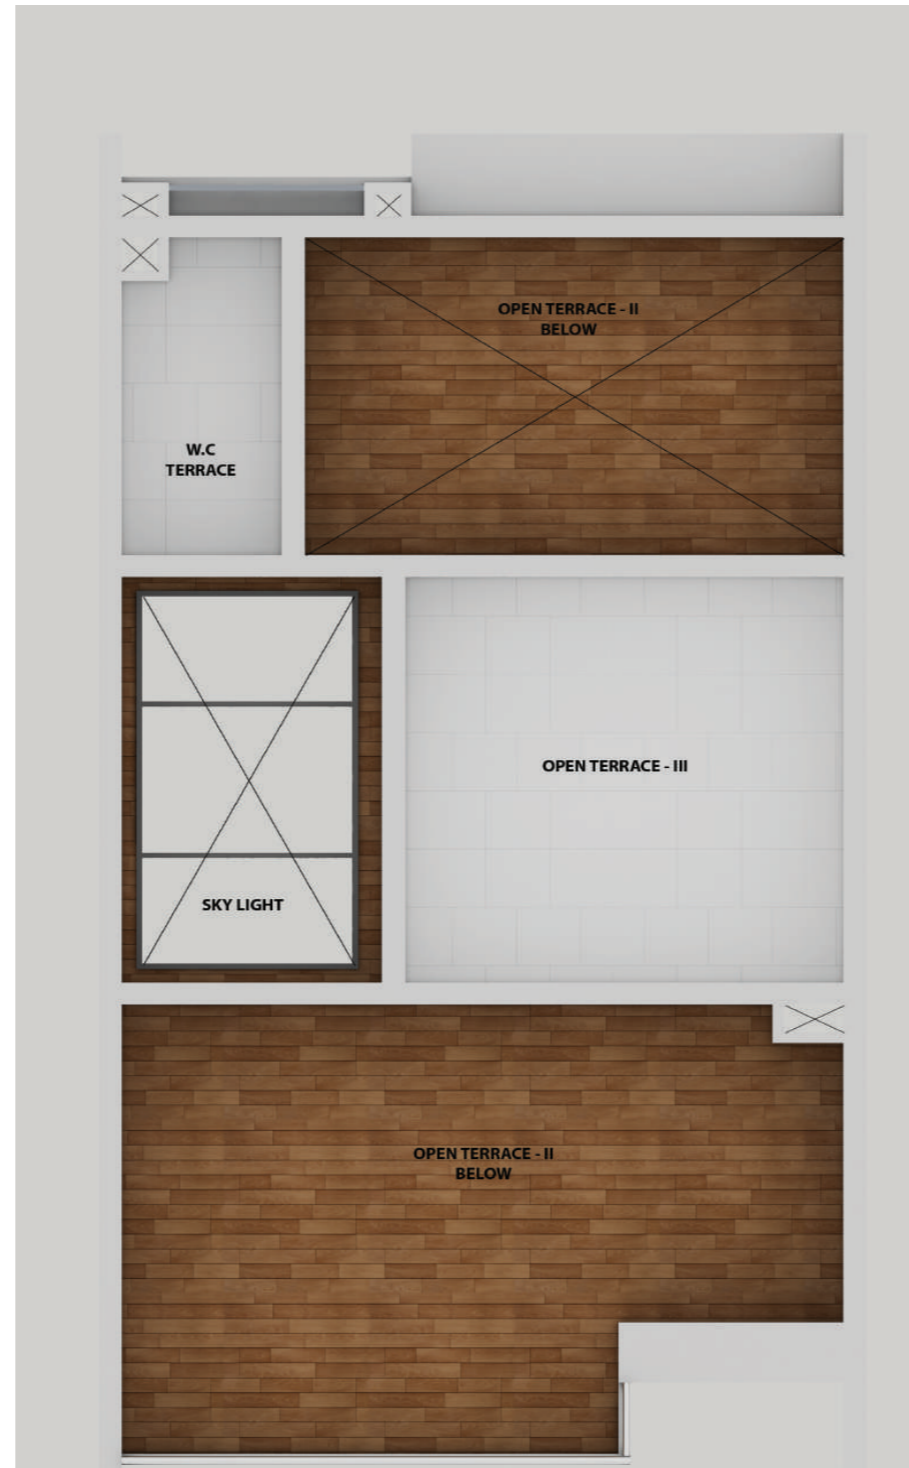 OPEN TERRACE - II
BELOW
W.C
TERRACE
OPEN TERRACE - III
SKY LIGHT
OPEN TERRACE - II
BELOW